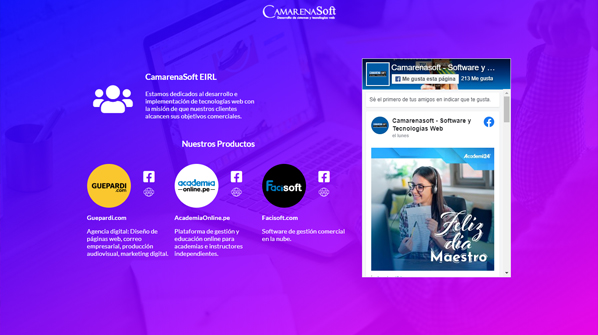 CAMARENASOFT
Desarrollo de sistemas y tecnologías web
CamarenaSoft EIRL
Estamos dedicados al desarrollo e
implementación de tecnologías web con
la misión de que nuestros clientes
alcancen sus objetivos comerciales.
Nuestros Productos
GUEPARDI
.com
Guepardi.com
Agencia digital: Diseño de
páginas web, correo
empresarial, producción
audiovisual, marketing digital.
academia
online.pe
AcademiaOnline.pe
Plataforma de gestión y
educación online para
academias e instructores
independientes.
Facisoft
Facisoft.com
Software de gestión comercial
en la nube.
Camarenasoft - Software y ...
Me gusta esta página
213 Me gusta
Sé el primero de tus amigos en indicar que te gusta.
Camarenasoft - Software y
Tecnologías Web
el lunes
Feliz
día
Maestro